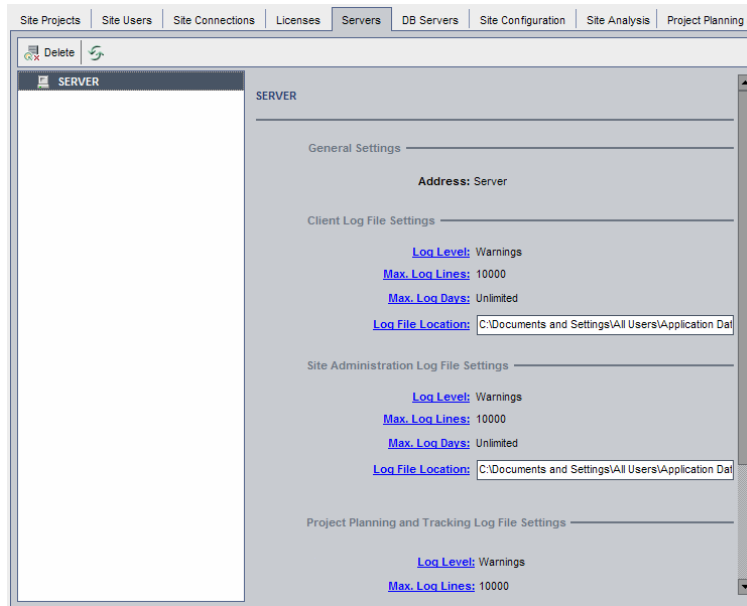 Site Projects Site Users Site Connections Licenses Servers DB Servers Site Configuration Site Analysis Project Planning
Delete
SERVER
SERVER
General Settings
Address: Server
Client Log File Settings
Log Level: Warnings
Max. Log Lines: 10000
Max. Log Days: Unlimited
Log File Location: C:\Documents and Settings\All Users\Application Dat
Site Administration Log File Settings
Log Level: Warnings
Max. Log Lines: 10000
Max. Log Days: Unlimited
Log File Location: C:\Documents and Settings\All Users\Application Dat
Project Planning and Tracking Log File Settings
Log Level: Warnings
Max. Log Lines: 10000